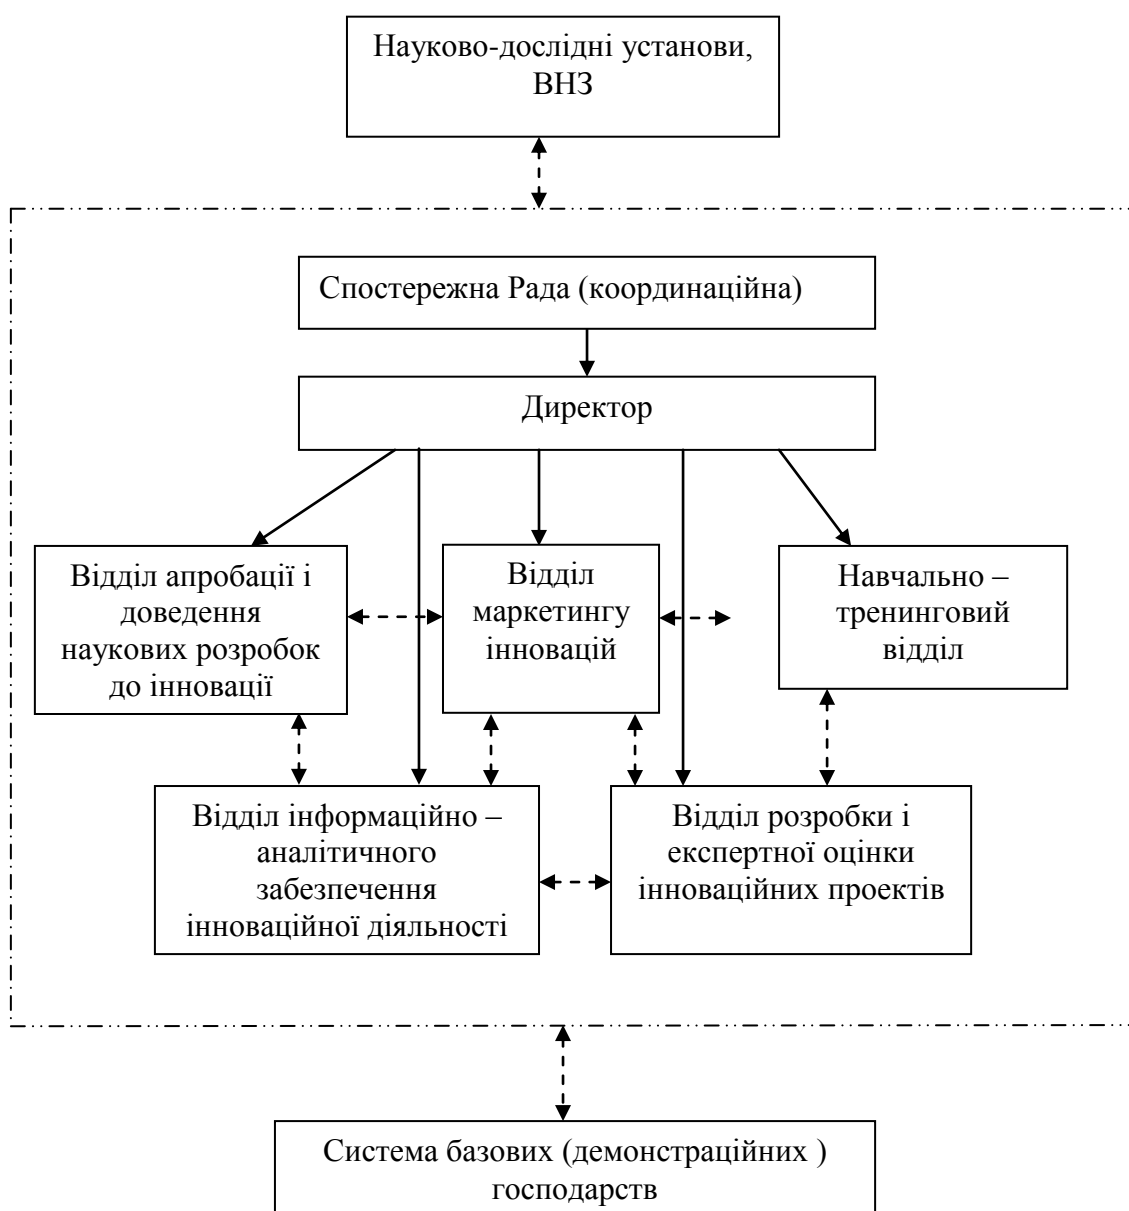 Науково-дослідні установи,
ВНЗ
Спостережна Рада (координаційна)
Директор
Відділ апробації і
доведення
наукових розробок
до інновації
Відділ
маркетингу
інновацій
Навчально –
тренинговий
відділ
Відділ інформаційно –
аналітичного
забезпечення
інноваційної діяльності
Відділ розробки і
експертної оцінки
інноваційних проектів
Система базових (демонстраційних )
господарств